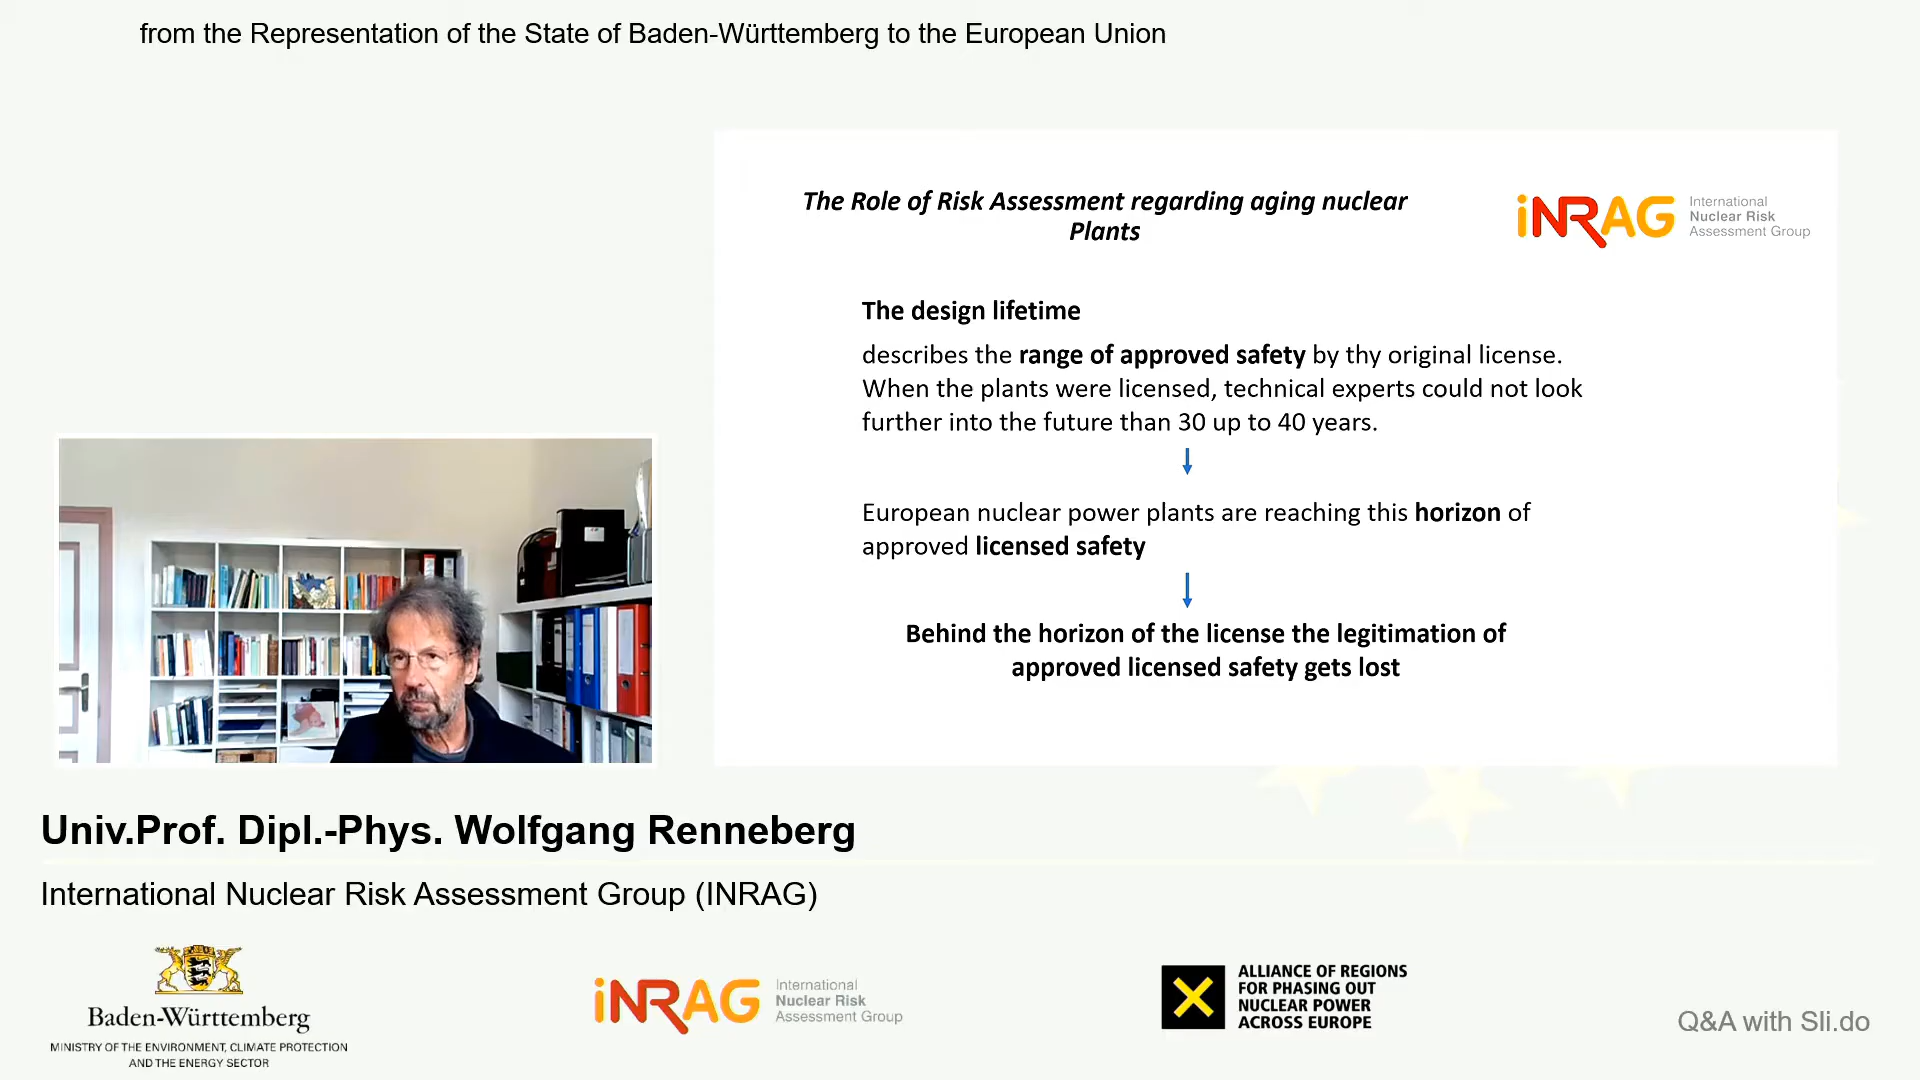 from the Representation of the State of Baden-Württemberg to the European Union
The Role of Risk Assessment regarding aging nuclear
Plants
iNRAG
International
Nuclear Risk
Assessment Group
The design lifetime
describes the range of approved safety by thy original license.
When the plants were licensed, technical experts could not look
further into the future than 30 up to 40 years.
European nuclear power plants are reaching this horizon of
approved licensed safety
Behind the horizon of the license the legitimation of
approved licensed safety gets lost
Univ.Prof. Dipl.-Phys. Wolfgang Renneberg
International Nuclear Risk Assessment Group (INRAG)
Baden-Württemberg
MINISTRY OF THE ENVIRONMENT, CLIMATE PROTECTION
AND THE ENERGY SECTOR
iNRAG
International
Nuclear Risk
Assessment Group
ALLIANCE OF REGIONS
FOR PHASING OUT
NUCLEAR POWER
ACROSS EUROPE
Q&A with Sli.do